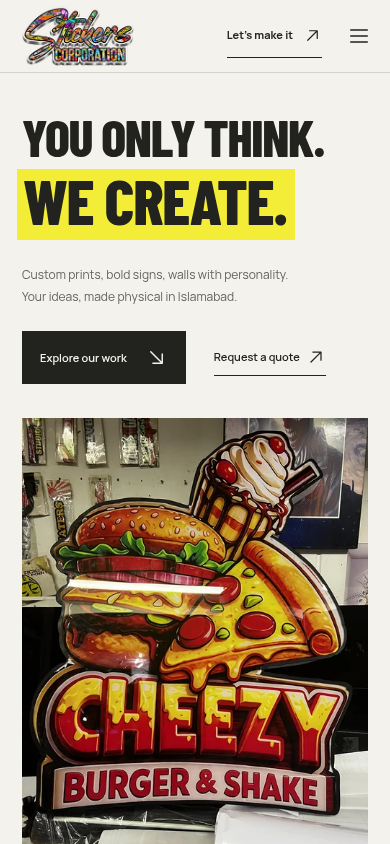 Stickers
CORPORATION
Let's make it
YOU ONLY THINK.
WE CREATE.
Custom prints, bold signs, walls with personality.
Your ideas, made physical in Islamabad.
Explore our work
Request a quote
CHEEZY
BURGER & SHAKE